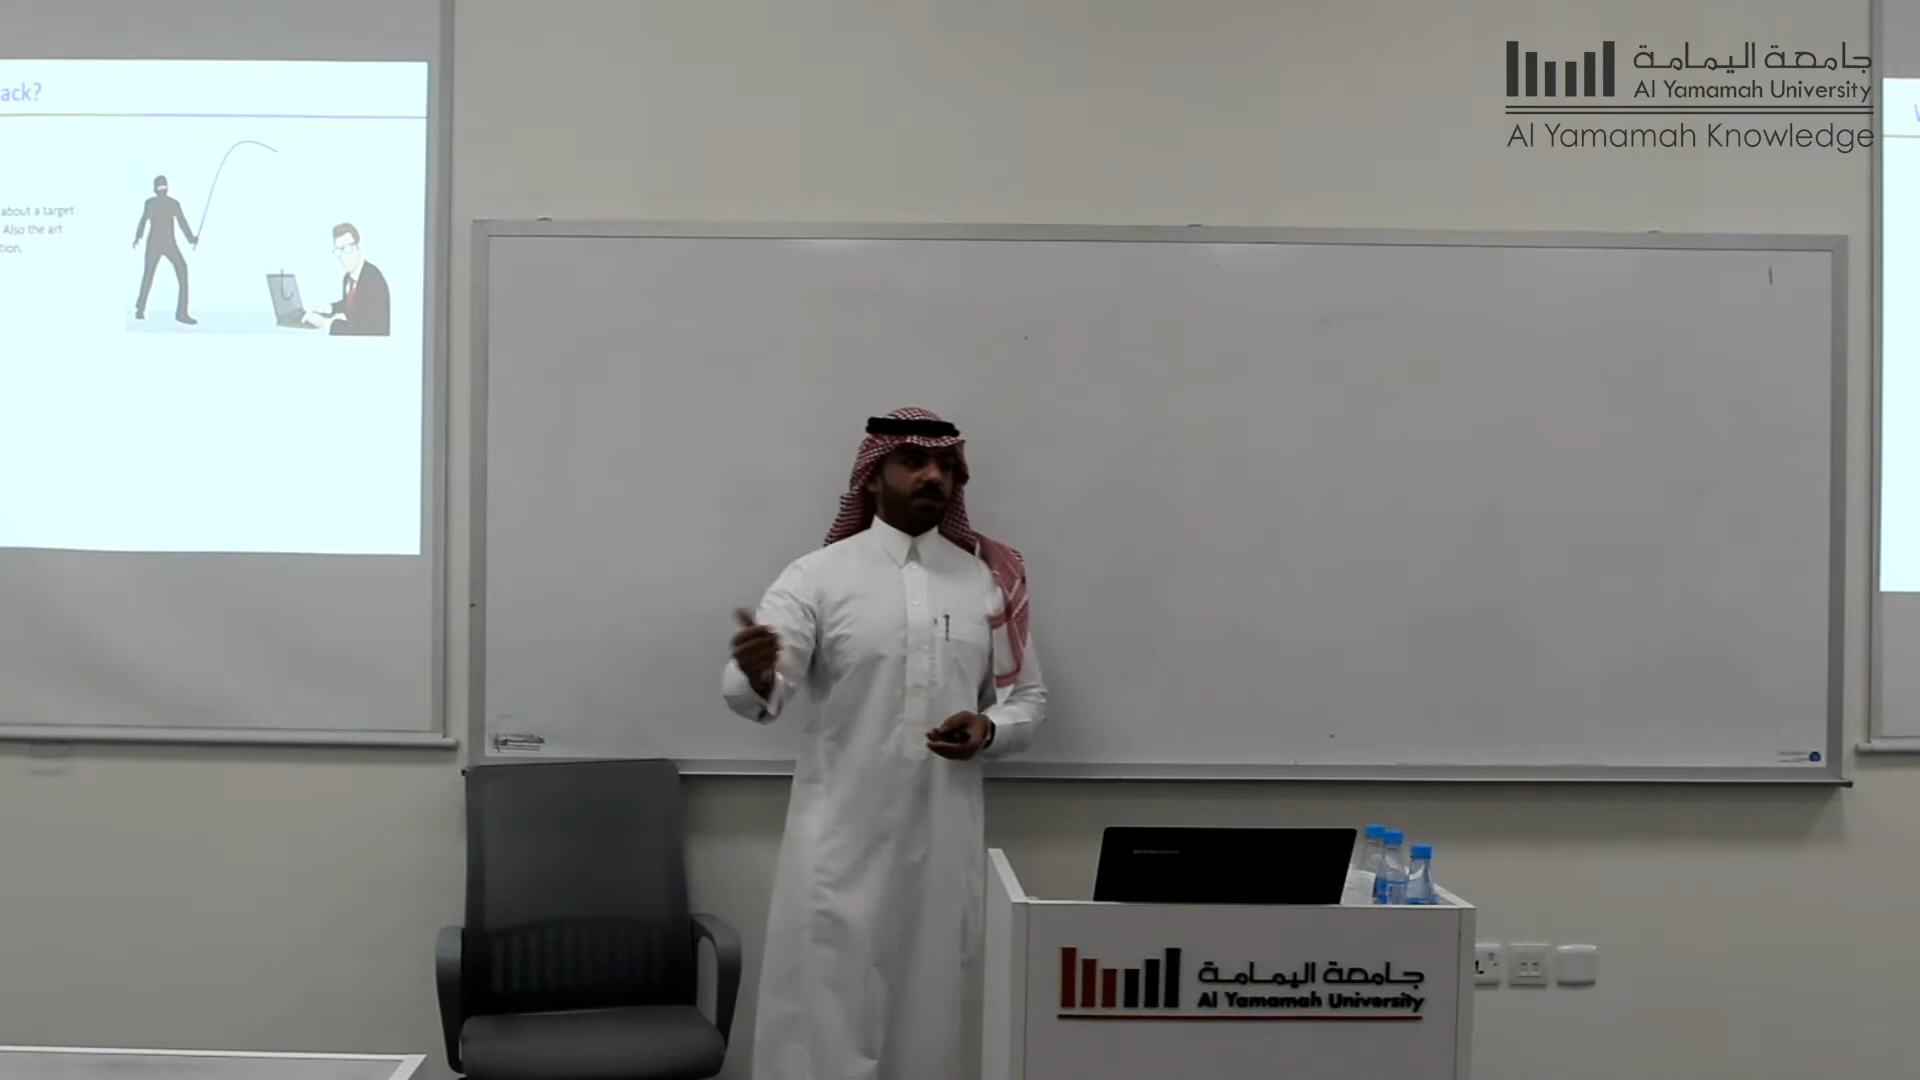 ack?
about a target
Also the art
tion.
جامعة اليمامة
Al Yamamah University
Al Yamamah Knowledge
جامعة اليمامة
Al Yamamah University